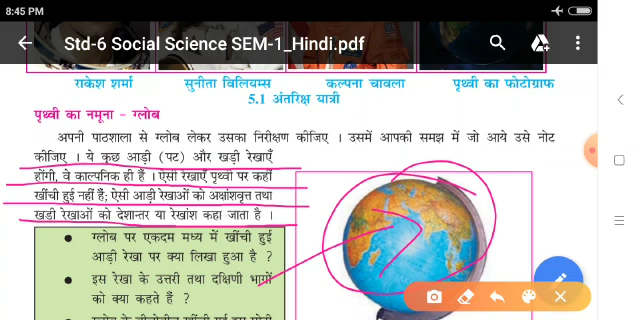 8:45 PM
Std-6 Social Science SEM-1_Hindi.pdf
राकेश शर्मा सुनीता विलियम्स कल्पना चावला पृथ्वी का फोटोग्राफ
5.1 अंतरिक्ष यात्री
पृथ्वी का नमूना - ग्लोब
अपनी पाठशाला से ग्लोब लेकर उसका निरीक्षण कीजिए । उसमें आपकी समझ में जो आये उसे नोट
कीजिए । ये कुछ आड़ी (पट) और खड़ी रेखाएँ
होंगी, वे काल्पनिक ही हैं । ऐसी रेखाएँ पृथ्वी पर कहीं
खींची हुई नहीं हैं; ऐसी आड़ी रेखाओं को अक्षांशवृत्त तथा
खड़ी रेखाओं को देशान्तर या रेखांश कहा जाता है ।
● ग्लोब पर एकदम मध्य में खींची हुई
आड़ी रेखा पर क्या लिखा हुआ है ?
● इस रेखा के उत्तरी तथा दक्षिणी भागों
को क्या कहते हैं ?